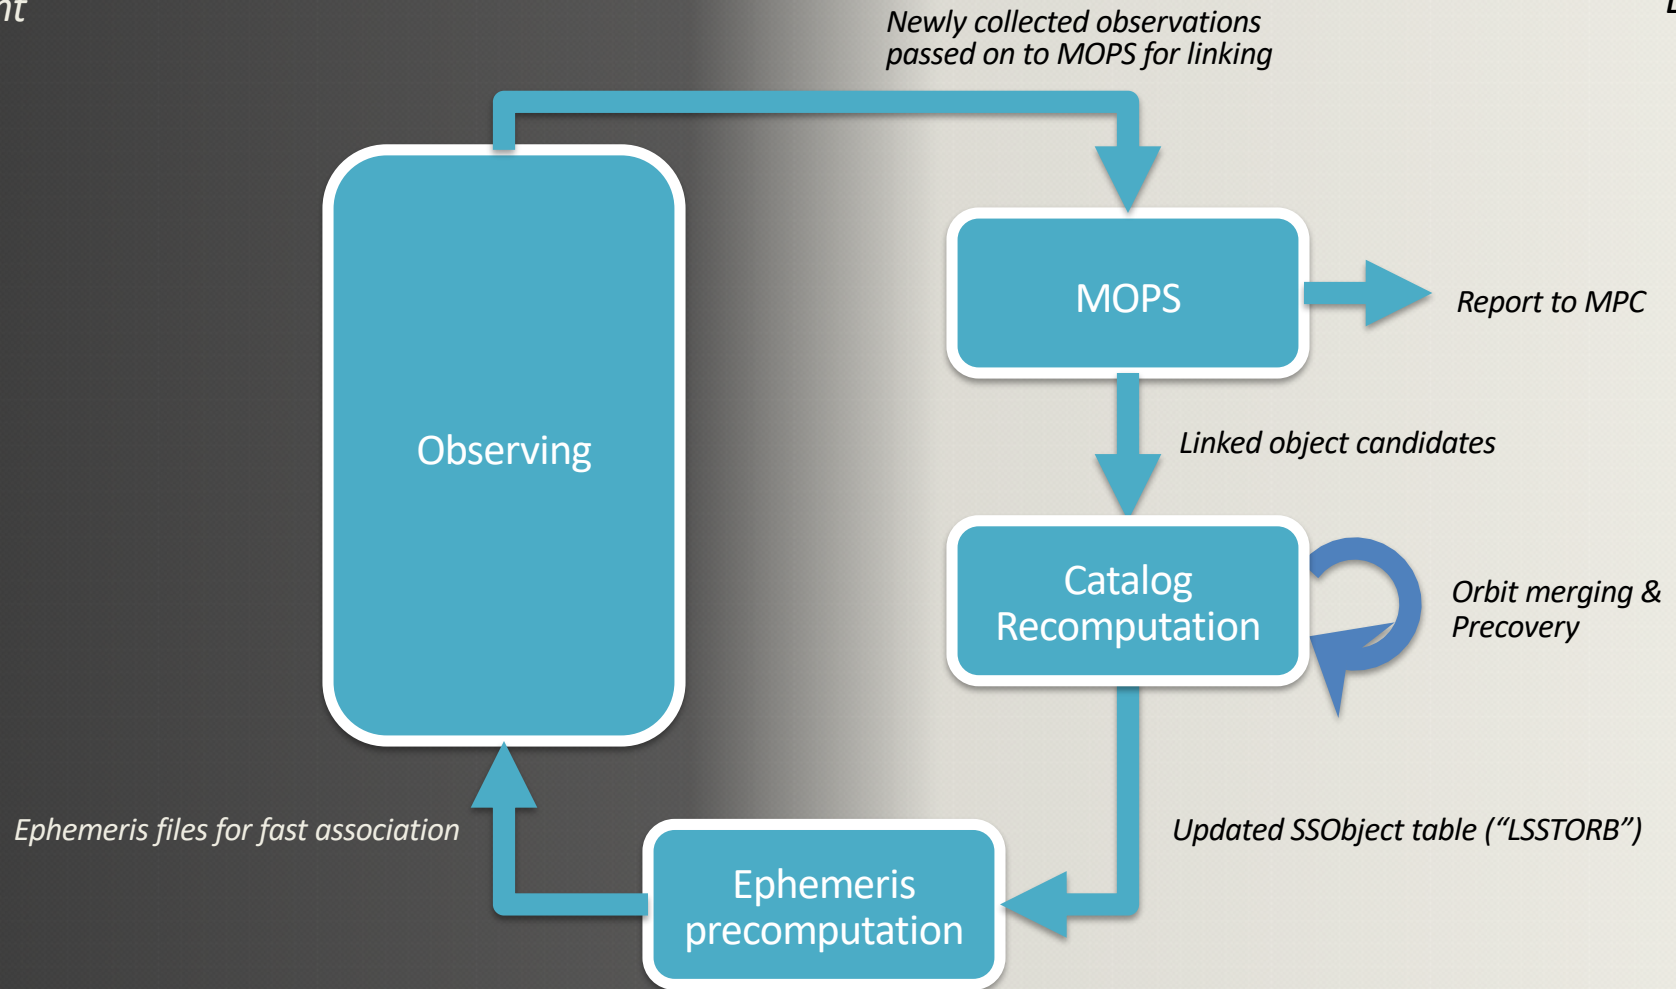 Newly collected observations
passed on to MOPS for linking
MOPS
Report to MPC
Observing
Linked object candidates
Catalog
Recomputation
Orbit merging &
Precovery
Ephemeris files for fast association
Updated SSObject table (“LSSTORB”)
Ephemeris
precomputation